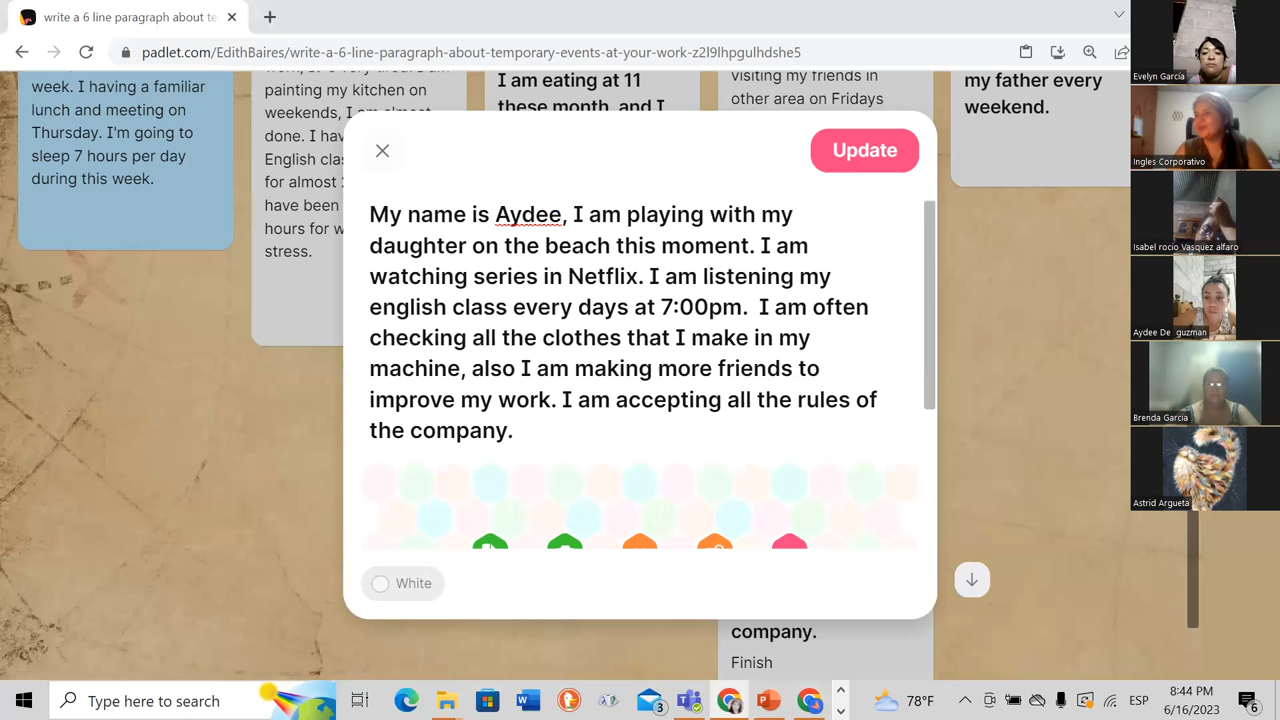 write a 6 line paragraph about te
padlet.com/EdithBaires/write-a-6-line-paragraph-about-temporary-events-at-your-work-z2l9lhpgulhdshe5
week. I having a familiar
lunch and meeting on
Thursday. I'm going to
sleep 7 hours per day
during this week.
painting my kitchen on
weekends, I am almost
done. I hav
English clas
for almost
have been
hours for w
stress.
I am eating at 11
these month, and I
visiting my friends in
other area on Fridays
my father every
weekend.
Update
My name is Aydee, I am playing with my
daughter on the beach this moment. I am
watching series in Netflix. I am listening my
english class every days at 7:00pm.  I am often
checking all the clothes that I make in my
machine, also I am making more friends to
improve my work. I am accepting all the rules of
the company.
White
company.
Finish
Evelyn García
Ingles Corporativo
Isabel rocio Vasquez alfaro
Aydee De guzman
Brenda Garcia
Astrid Argueta
Type here to search
3
78°F
ESP
8:44 PM
6/16/2023
6